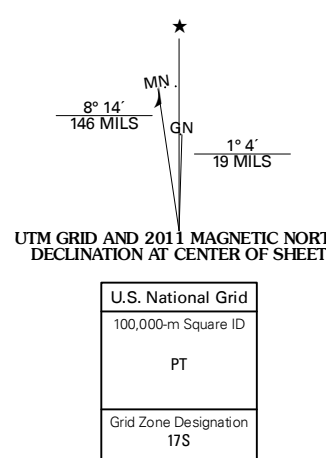 ★
MN
8° 14´
146 MILS
GN
1° 4´
19 MILS
UTM GRID AND 2011 MAGNETIC NORT
DECLINATION AT CENTER OF SHEET
U.S. National Grid
100,000-m Square ID
PT
Grid Zone Designation
17S